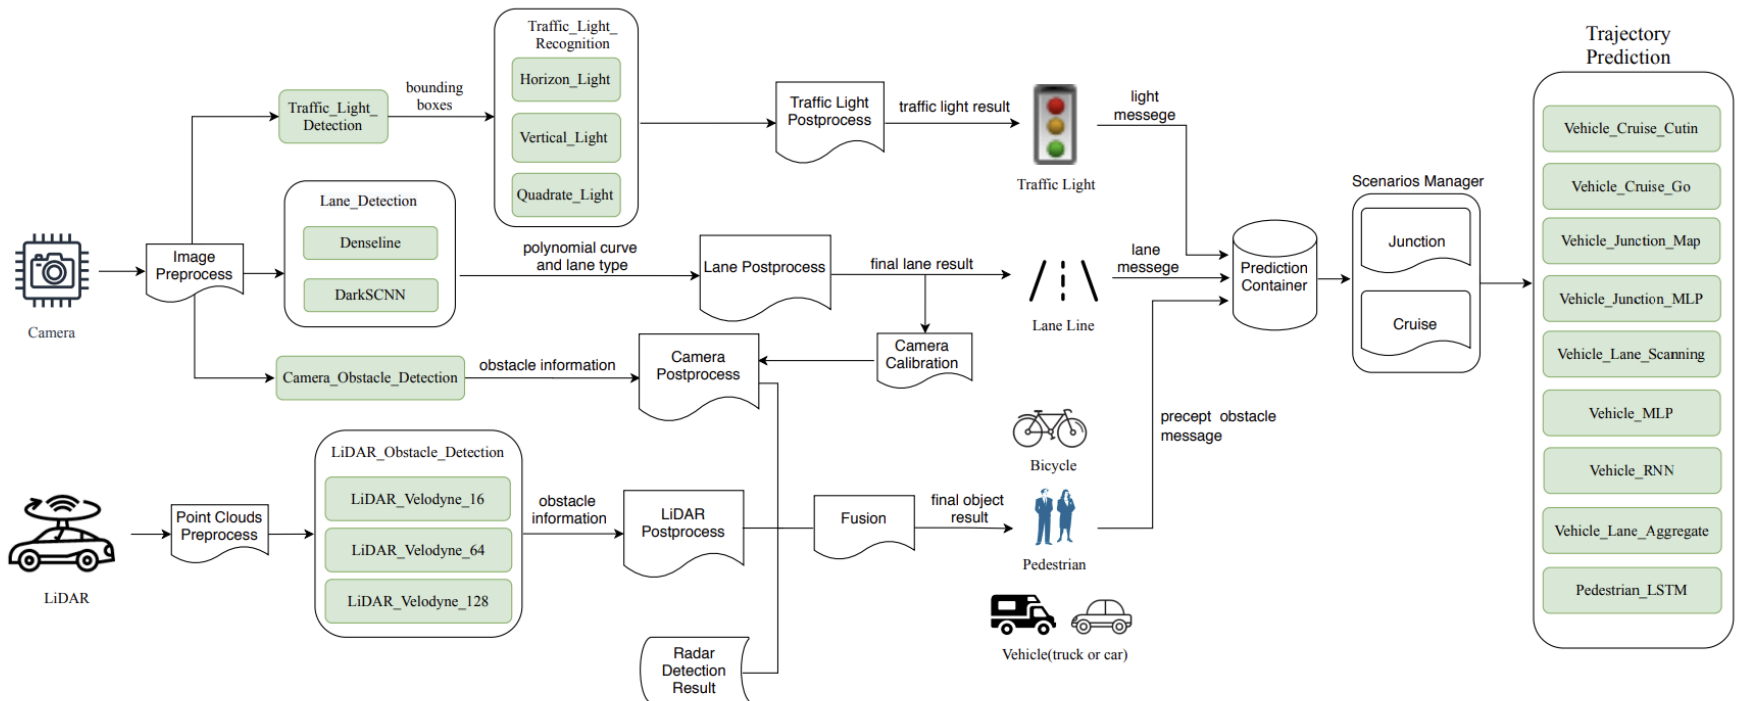 Traffic_Light_
Recognition
Horizon_Light
Vertical_Light
Quadrate_Light
Traffic_Light_
Detection
bounding
boxes
Traffic Light
Postprocess
traffic light result
Traffic Light
light
messege
Trajectory
Prediction
Vehicle_Cruise_Cutin
Vehicle_Cruise_Go
Vehicle_Junction_Map
Vehicle_Junction_MLP
Vehicle_Lane_Scanning
Vehicle_MLP
Vehicle_RNN
Vehicle_Lane_Aggregate
Pedestrian_LSTM
Scenarios Manager
Junction
Cruise
Prediction
Container
Camera
Image
Preprocess
Lane_Detection
Denseline
DarkSCNN
polynomial curve
and lane type
Lane Postprocess
final lane result
Lane Line
lane
messege
Camera_Obstacle_Detection
obstacle information
Camera
Postprocess
Camera
Calibration
LiDAR
Point Clouds
Preprocess
LiDAR_Obstacle_Detection
LiDAR_Velodyne_16
LiDAR_Velodyne_64
LiDAR_Velodyne_128
obstacle
information
LiDAR
Postprocess
Fusion
final object
result
Bicycle
Pedestrian
Vehicle(truck or car)
precept obstacle
message
Radar
Detection
Result